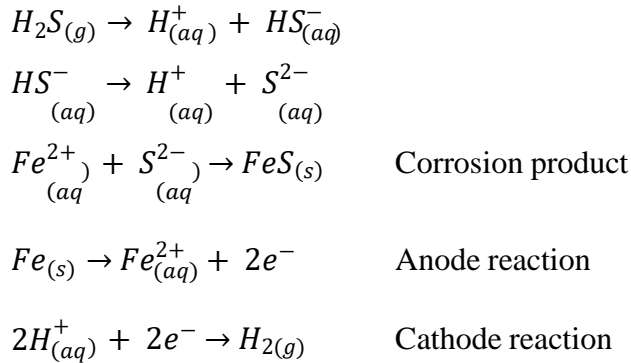 H₂S₍g₎ → H⁺₍aq₎ + HS⁻₍aq₎
HS⁻₍aq₎ → H⁺₍aq₎ + S²⁻₍aq₎
Fe²⁺₍aq₎ + S²⁻₍aq₎ → FeS₍s₎ Corrosion product
Fe₍s₎ → Fe²⁺₍aq₎ + 2e⁻ Anode reaction
2H⁺₍aq₎ + 2e⁻ → H₂₍g₎ Cathode reaction